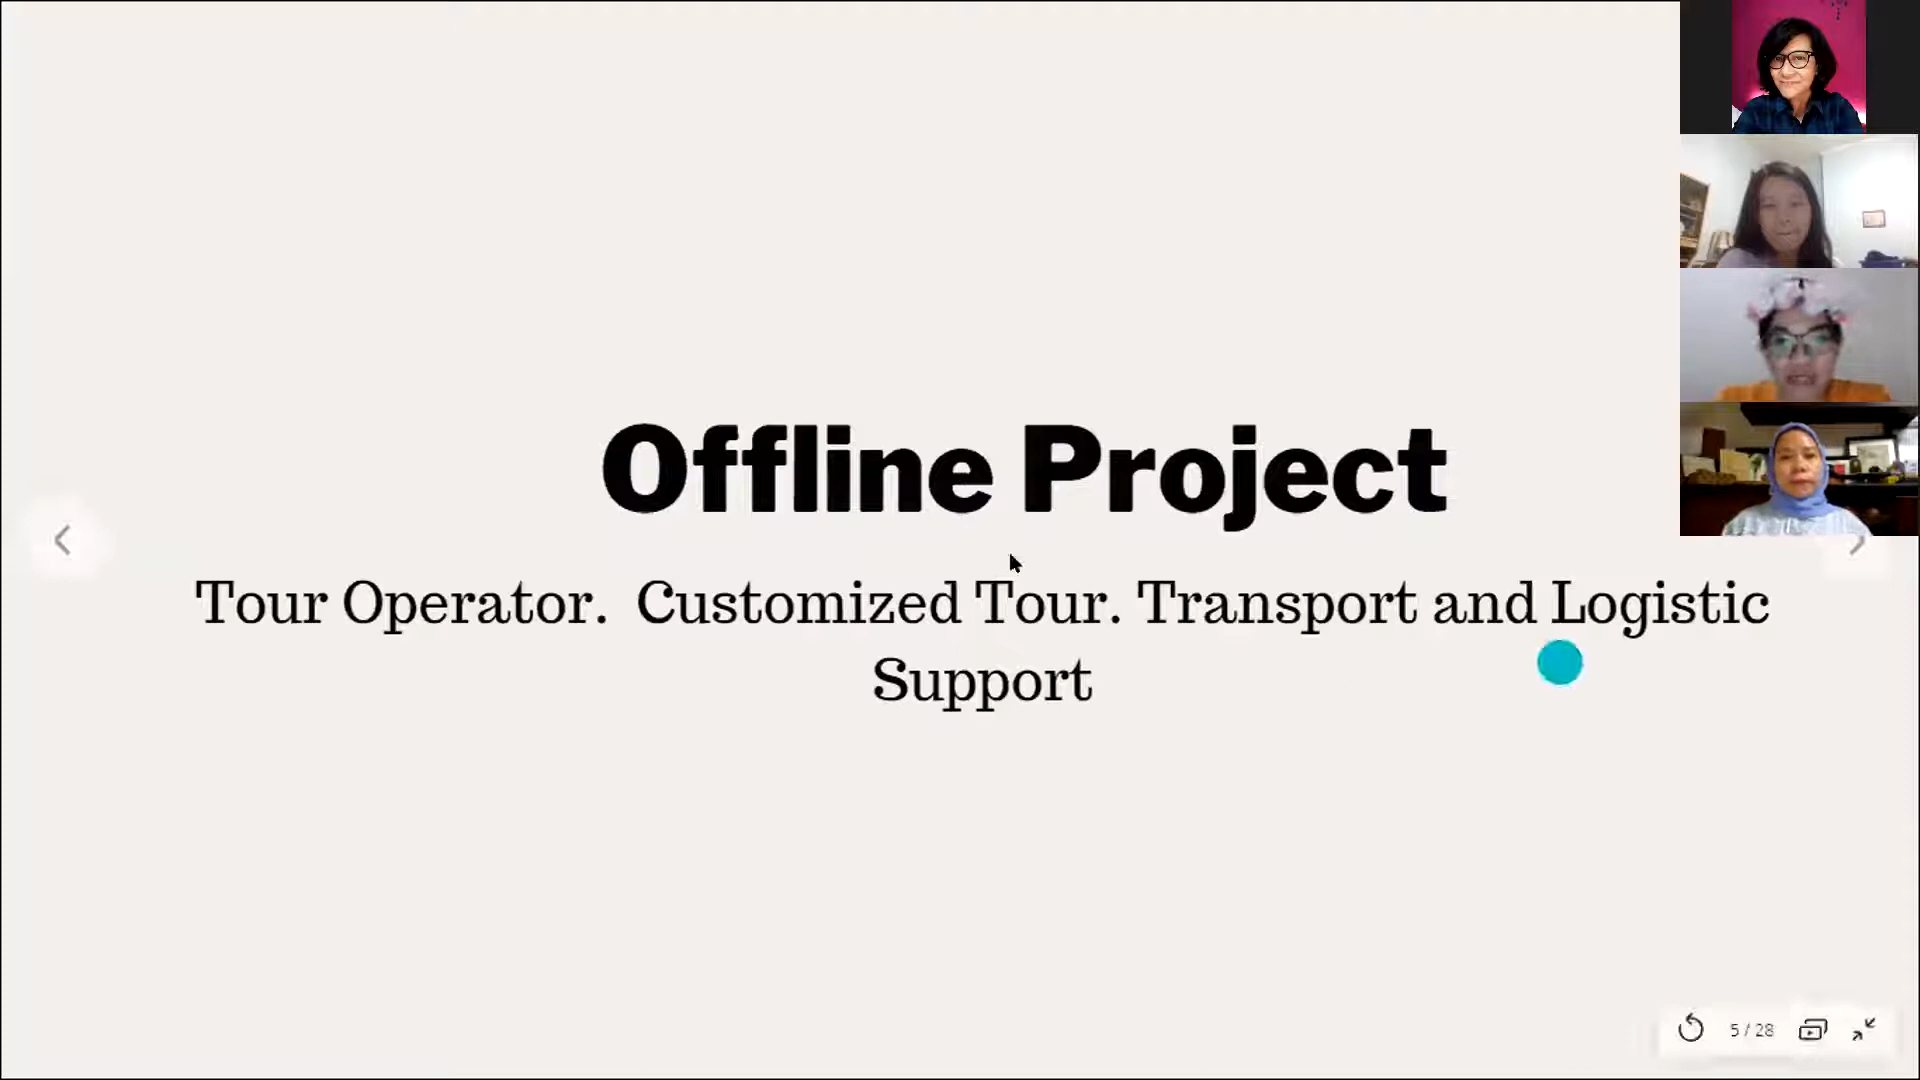 Offline Project
Tour Operator.  Customized Tour. Transport and Logistic
Support
5 / 28